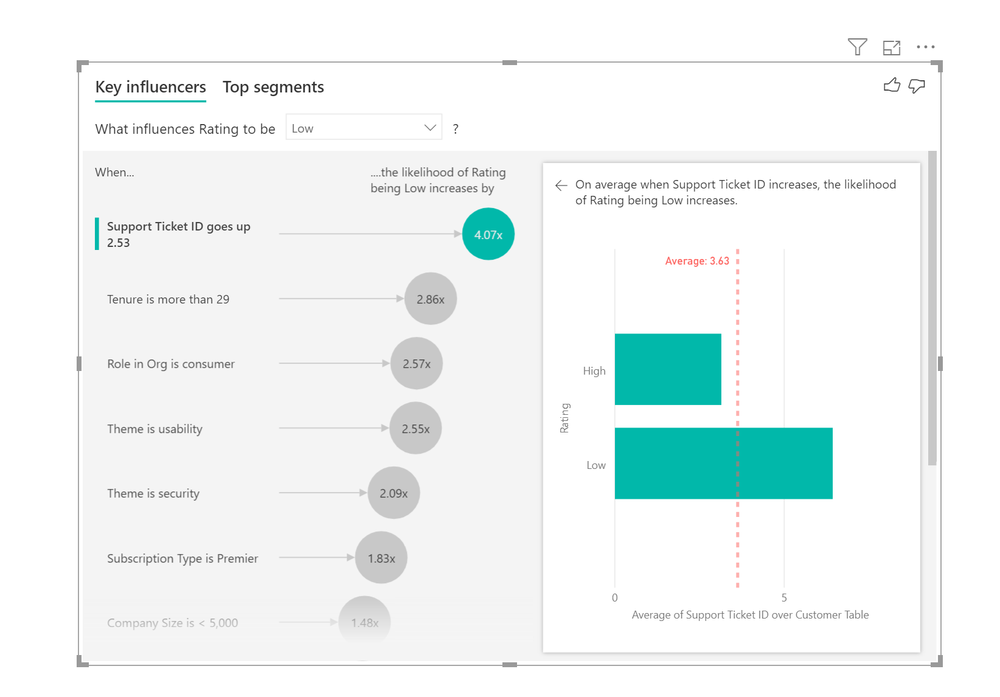 Key influencers
Top segments
What influences Rating to be
Low
?
When...
....the likelihood of Rating
being Low increases by
Support Ticket ID goes up
2.53
4.07x
Tenure is more than 29
2.86x
Role in Org is consumer
2.57x
Theme is usability
2.55x
Theme is security
2.09x
Subscription Type is Premier
1.83x
Company Size is < 5,000
1.48x
On average when Support Ticket ID increases, the likelihood
of Rating being Low increases.
Average: 3.63
High
Low
Rating
0
5
Average of Support Ticket ID over Customer Table